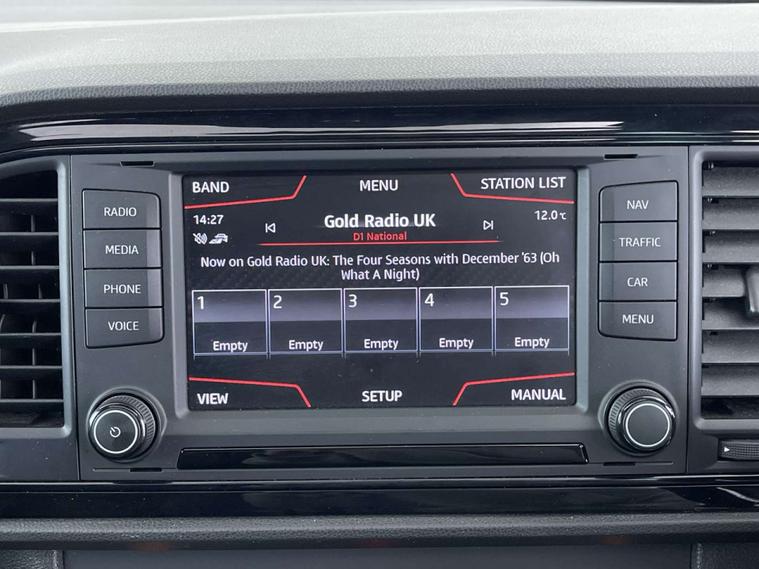 BAND MENU STATION LIST
14:27 Gold Radio UK 12.0 °C
D1 National
Now on Gold Radio UK: The Four Seasons with December '63 (Oh
What A Night)
1 2 3 4 5
Empty Empty Empty Empty Empty
VIEW SETUP MANUAL
RADIO
MEDIA
PHONE
VOICE
NAV
TRAFFIC
CAR
MENU